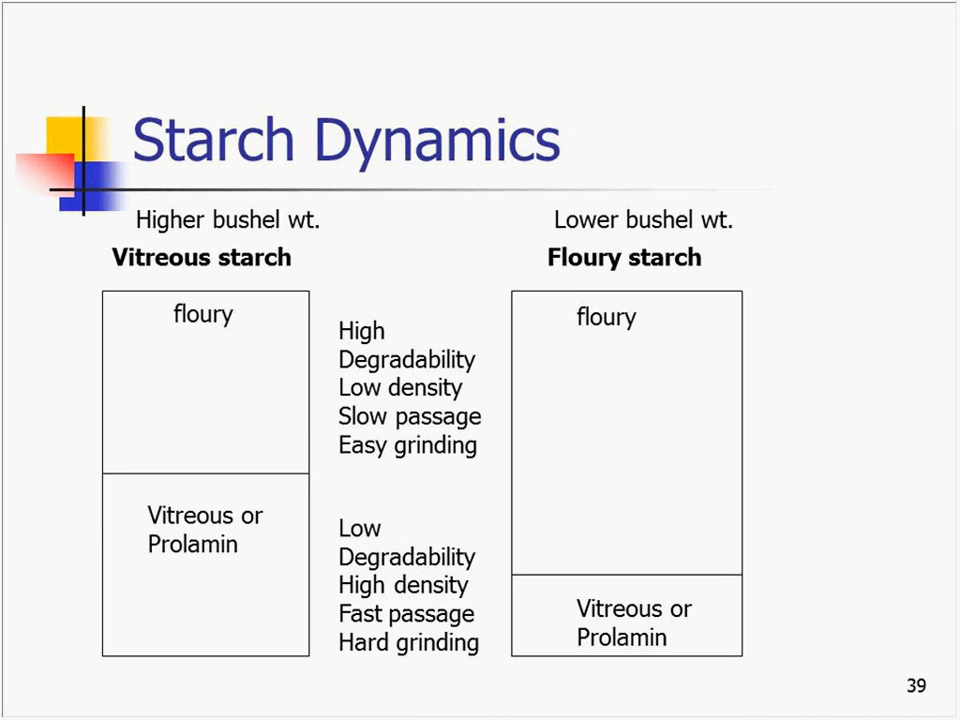 Starch Dynamics
Higher bushel wt.
Vitreous starch
Lower bushel wt.
Floury starch
floury
Vitreous or
Prolamin
High
Degradability
Low density
Slow passage
Easy grinding
Low
Degradability
High density
Fast passage
Hard grinding
floury
Vitreous or
Prolamin
39